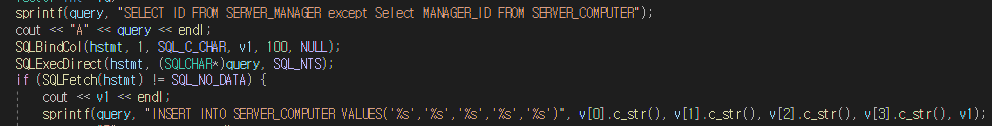 sprintf(query, "SELECT ID FROM SERVER_MANAGER except Select MANAGER_ID FROM SERVER_COMPUTER");
cout << "A" << query << endl;
SQLBindCol(hstmt, 1, SQL_C_CHAR, v1, 100, NULL);
SQLExecDirect(hstmt, (SQLCHAR*)query, SQL_NTS);
if (SQLFetch(hstmt) != SQL_NO_DATA) {
cout << v1 << endl;
sprintf(query, "INSERT INTO SERVER_COMPUTER VALUES('%s','%s','%s','%s','%s')", v[0].c_str(), v[1].c_str(), v[2].c_str(), v[3].c_str(), v1);